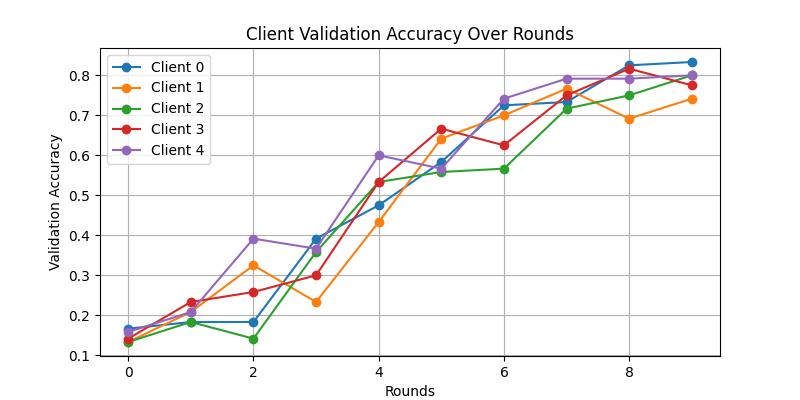 Client Validation Accuracy Over Rounds
Client 0
Client 1
Client 2
Client 3
Client 4
Validation Accuracy
0.8
0.7
0.6
0.5
0.4
0.3
0.2
0.1
0 2 4 6 8
Rounds